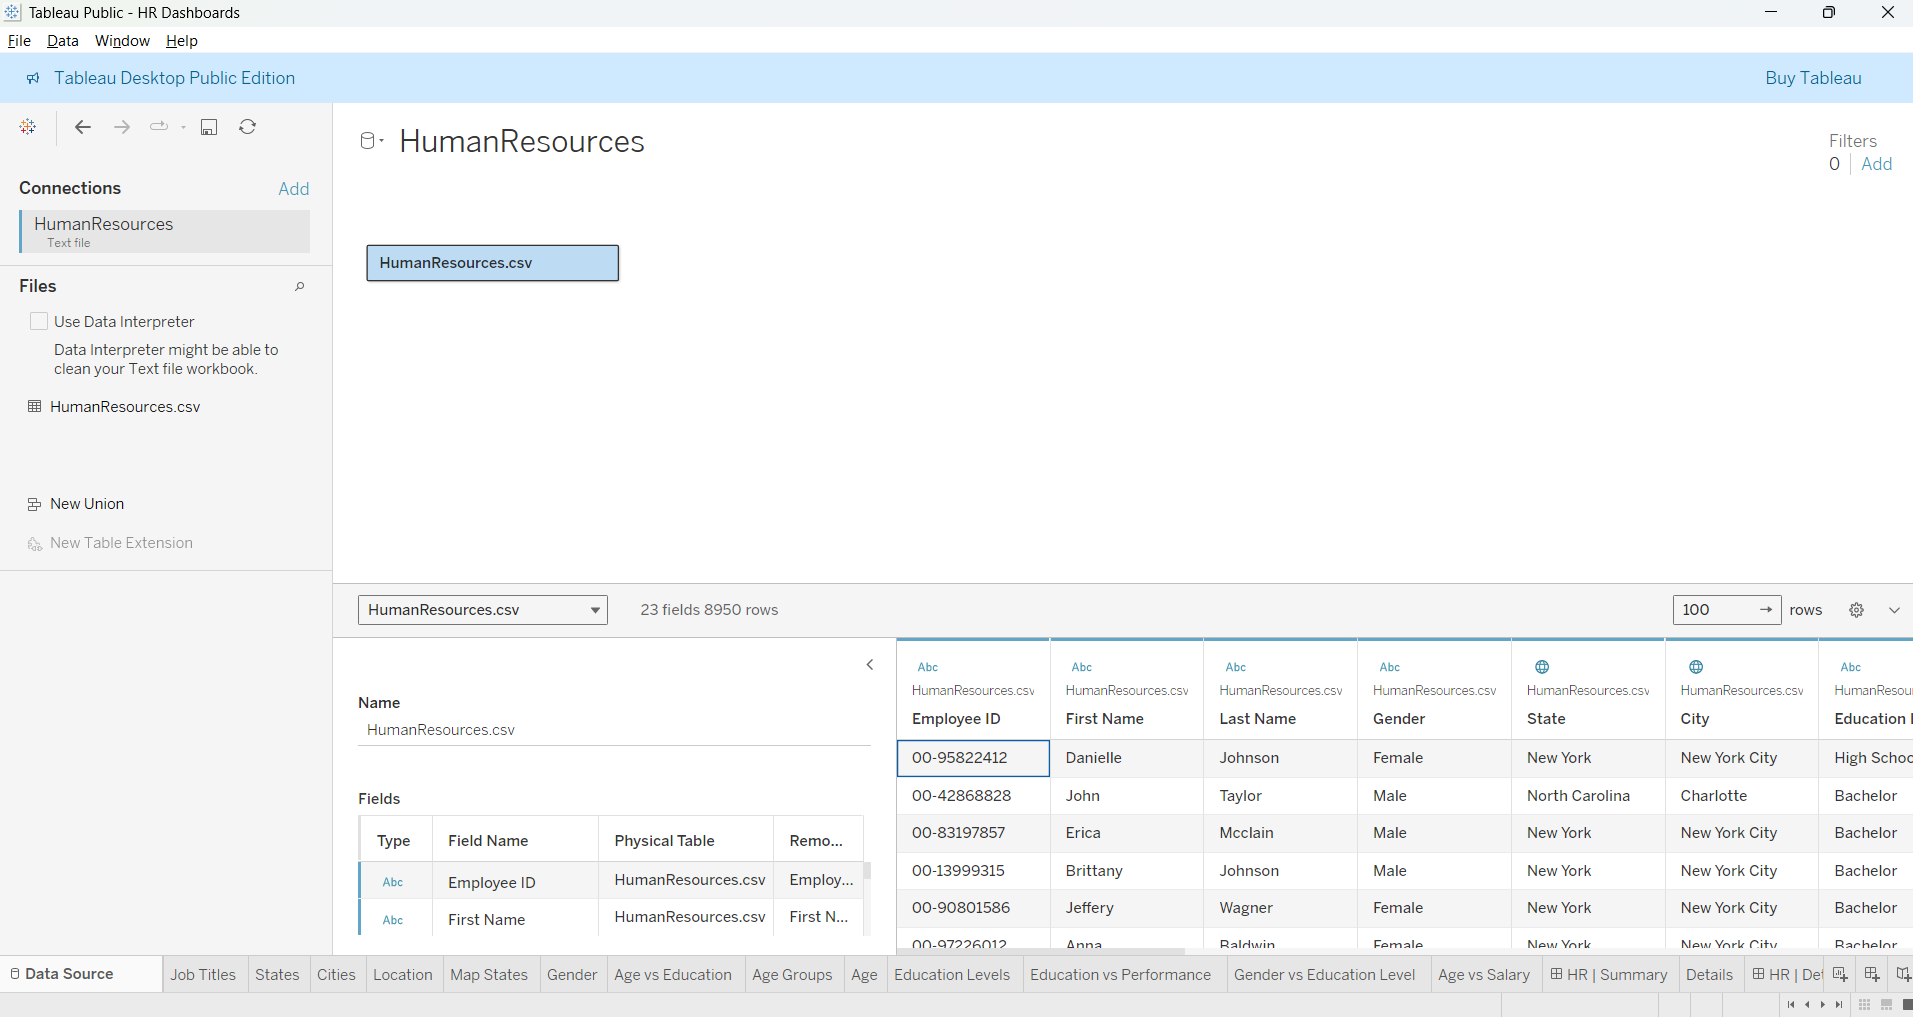 Tableau Public - HR Dashboards
File Data Window Help
Tableau Desktop Public Edition Buy Tableau
HumanResources
Filters
0 Add
Connections Add
HumanResources
Text file
HumanResources.csv
Files
Use Data Interpreter
Data Interpreter might be able to
clean your Text file workbook.
HumanResources.csv
New Union
New Table Extension
HumanResources.csv 23 fields 8950 rows 100 rows
Name
HumanResources.csv
Fields
Type Field Name Physical Table Remo...
Abc Employee ID HumanResources.csv Employ...
Abc First Name HumanResources.csv First N...
Abc Abc Abc Abc Abc
HumanResources.csv HumanResources.csv HumanResources.csv HumanResources.csv HumanResources.csv HumanResources.csv HumanResou
Employee ID First Name Last Name Gender State City Education
00-95822412 Danielle Johnson Female New York New York City High Schoo
00-42868828 John Taylor Male North Carolina Charlotte Bachelor
00-83197857 Erica Mcclain Male New York New York City Bachelor
00-13999315 Brittany Johnson Male New York New York City Bachelor
00-90801586 Jeffery Wagner Female New York New York City Bachelor
00-97226012 Anna Baldwin Female New York New York City Bachelor
Data Source Job Titles States Cities Location Map States Gender Age vs Education Age Groups Age Education Levels Education vs Performance Gender vs Education Level Age vs Salary HR | Summary Details HR | Det